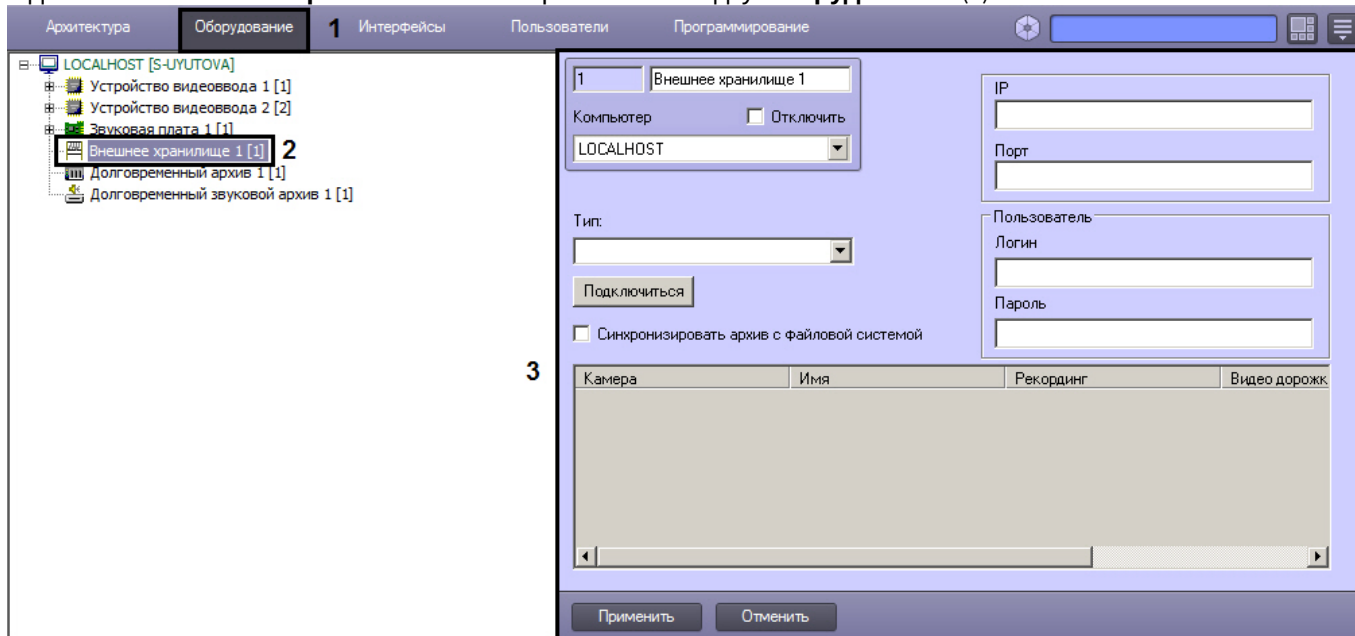 Архитектура Оборудование 1 Интерфейсы Пользователи Программирование
LOCALHOST [S-UYUTOVA]
Устройство видеоввода 1 [1]
Устройство видеоввода 2 [2]
Звуковая плата 1 [1]
Внешнее хранилище 1 [1] 2
Долговременный архив 1 [1]
Долговременный звуковой архив 1 [1]
3
1 Внешнее хранилище 1
Компьютер Отключить
LOCALHOST
IP
Порт
Тип:
Подключиться
Синхронизировать архив с файловой системой
Пользователь
Логин
Пароль
Камера Имя Рекординг Видео дорожк
Применить Отменить